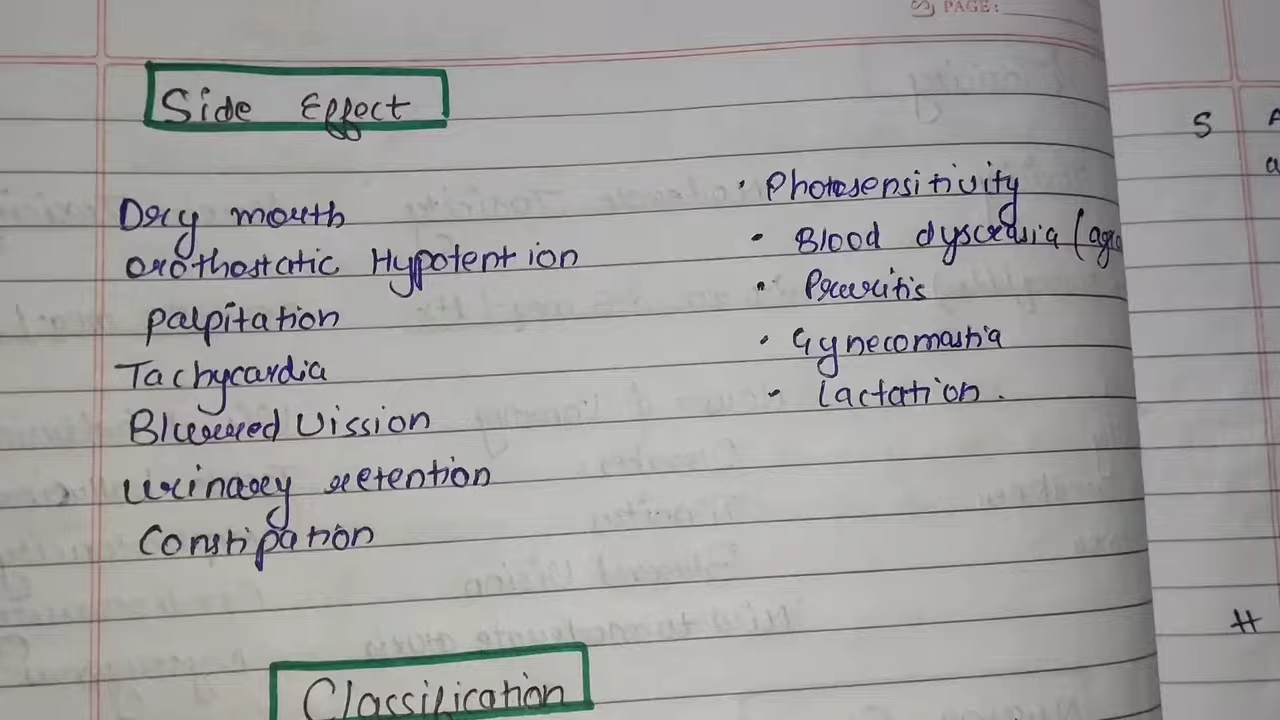 PAGE:
Side Effect
Dry mouth
orothostatic Hypotention
palpitation
Tachycardia
Blurred Vission
urinary retention
Constipation
• Photosensitivity
• Blood dyscrasia (agra
• Pruritis
• Gynecomastia
• Lactation.
Classification
S
A
a
H